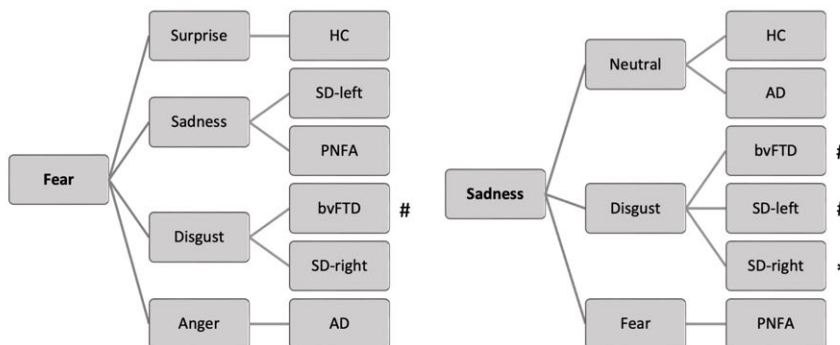 Surprise
HC
Sadness
SD-left
PNFA
Fear
Disgust
bvFTD #
SD-right
Anger
AD
Neutral
HC
AD
Sadness
Disgust
bvFTD
SD-left
SD-right
Fear
PNFA